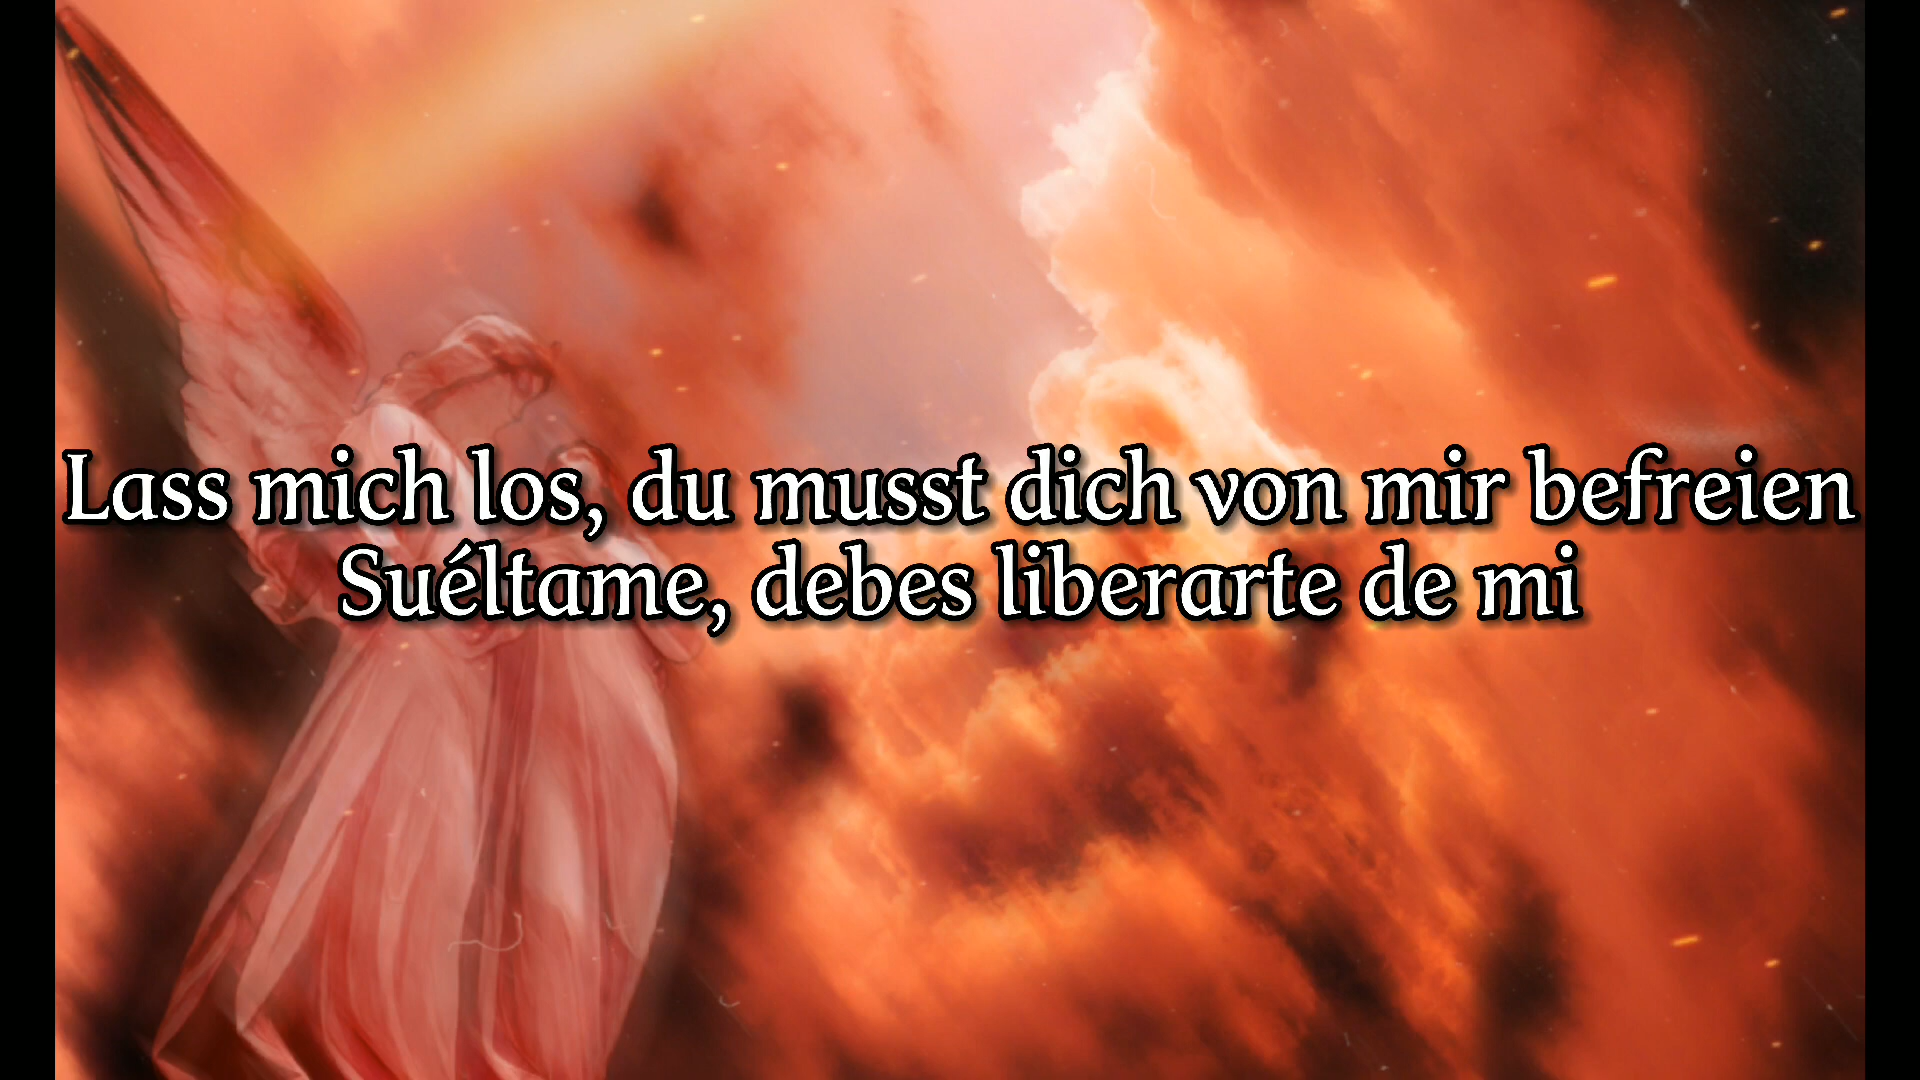 Lass mich los, du musst dich von mir befreien
Suéltame, debes liberarte de mi